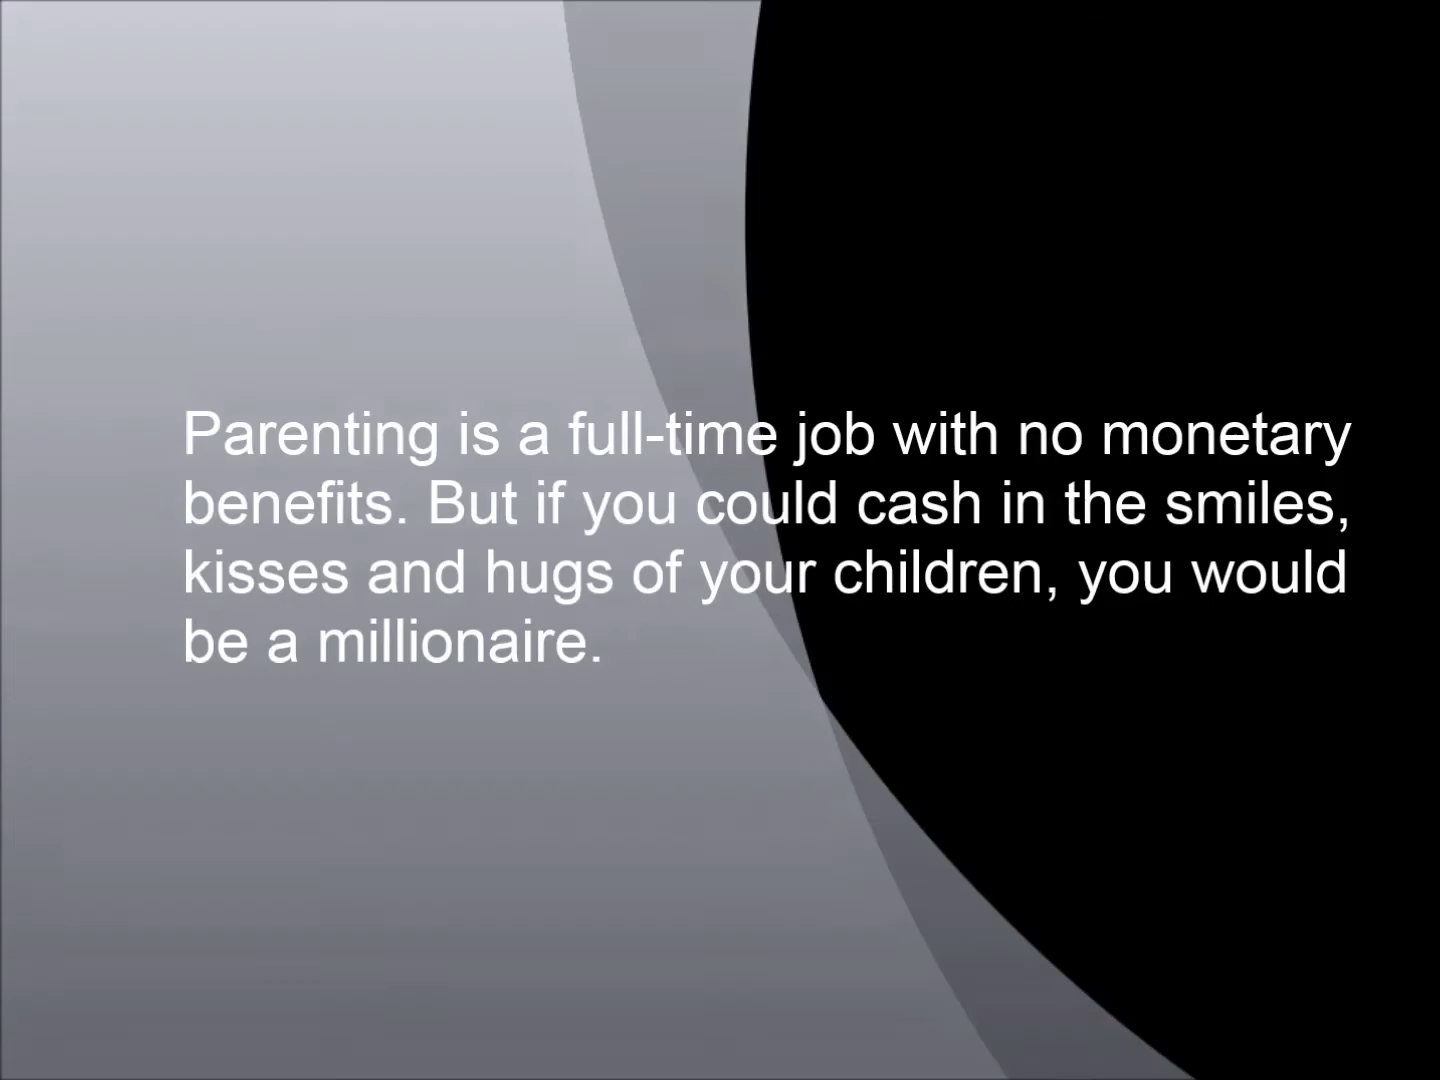 Parenting is a full-time job with no monetary
benefits. But if you could cash in the smiles,
kisses and hugs of your children, you would
be a millionaire.